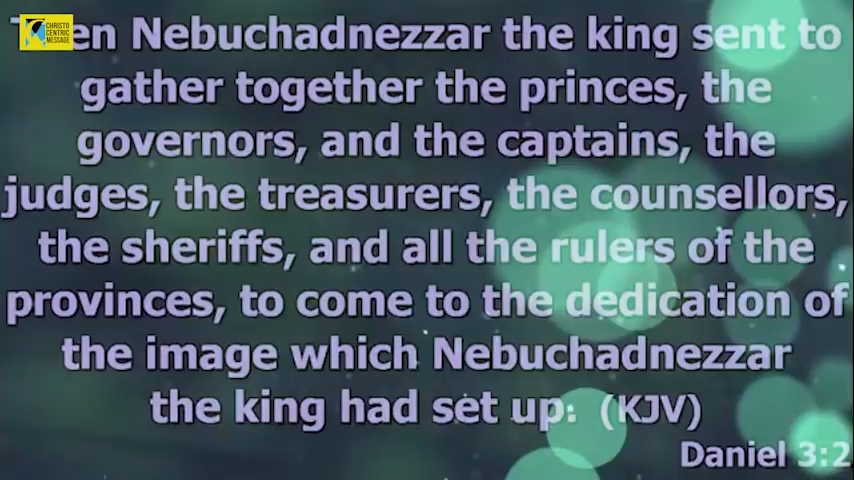 CHRISTO
CENTRIC
MESSAGE
en Nebuchadnezzar the king sent to
gather together the princes, the
governors, and the captains, the
judges, the treasurers, the counsellors,
the sheriffs, and all the rulers of the
provinces, to come to the dedication of
the image which Nebuchadnezzar
the king had set up: (KJV)
Daniel 3:2